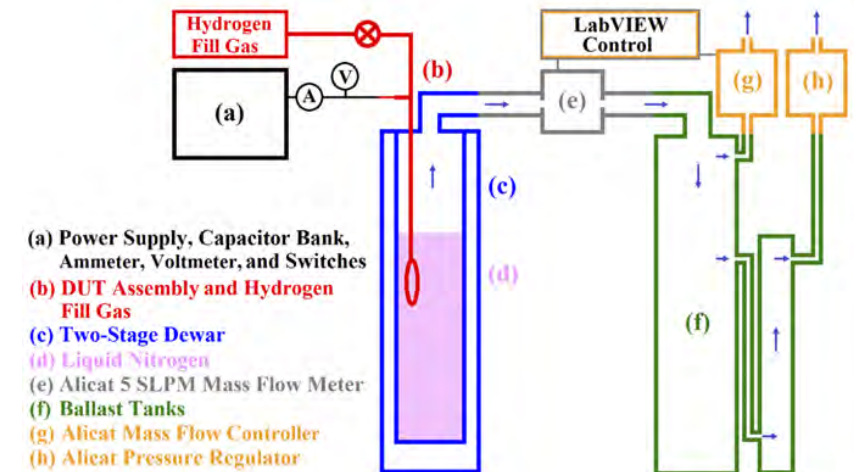 Hydrogen
Fill Gas
LabVIEW
Control
(a)
A
V
(b)
(c)
(d)
(e)
(f)
(g)
(h)
(a) Power Supply, Capacitor Bank,
Ammeter, Voltmeter, and Switches
(b) DUT Assembly and Hydrogen
Fill Gas
(c) Two-Stage Dewar
(d) Liquid Nitrogen
(e) Alicat 5 SLPM Mass Flow Meter
(f) Ballast Tanks
(g) Alicat Mass Flow Controller
(h) Alicat Pressure Regulator